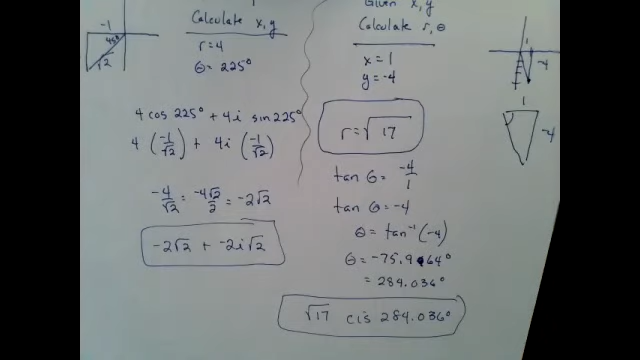 Calculate x, y
r = 4
θ = 225°
-1
45°
√2
4 cos 225° + 4i sin 225°
4 (-1/√2) + 4i (-1/√2)
-4/√2 = -4√2/2 = -2√2
-2√2 + -2i√2
Given x, y
Calculate r, θ
x = 1
y = -4
r = √17
tan θ = -4/1
tan θ = -4
θ = tan⁻¹ (-4)
θ = -75.964°
= 284.036°
√17 cis 284.036°
1
-4
1
-4